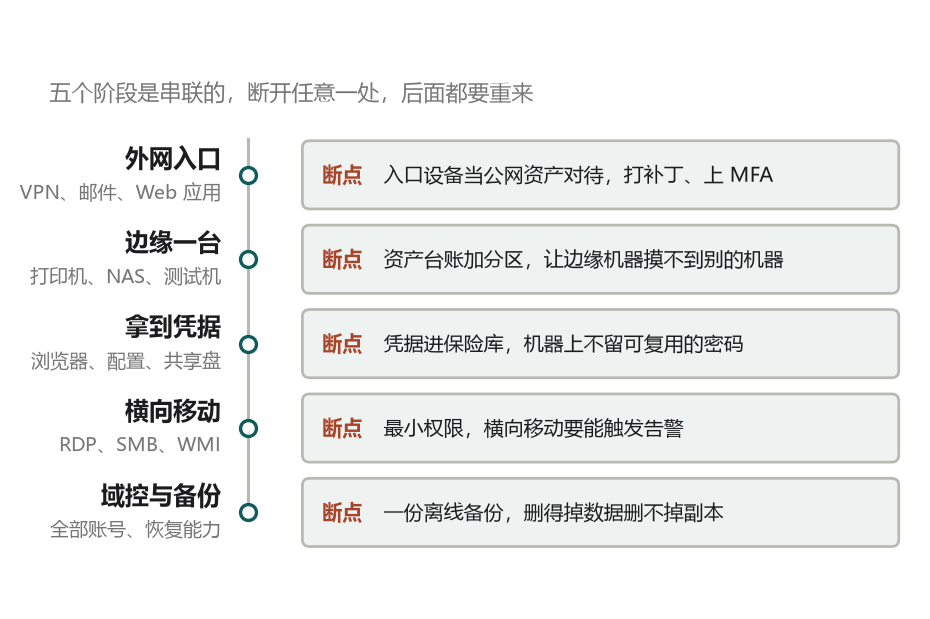 五个阶段是串联的，断开任意一处，后面都要重来
外网入口
VPN、邮件、Web 应用
断点 入口设备当公网资产对待，打补丁、上 MFA
边缘一台
打印机、NAS、测试机
断点 资产台账加分区，让边缘机器摸不到别的机器
拿到凭据
浏览器、配置、共享盘
断点 凭据进保险库，机器上不留可复用的密码
横向移动
RDP、SMB、WMI
断点 最小权限，横向移动要能触发告警
域控与备份
全部账号、恢复能力
断点 一份离线备份，删得掉数据删不掉副本